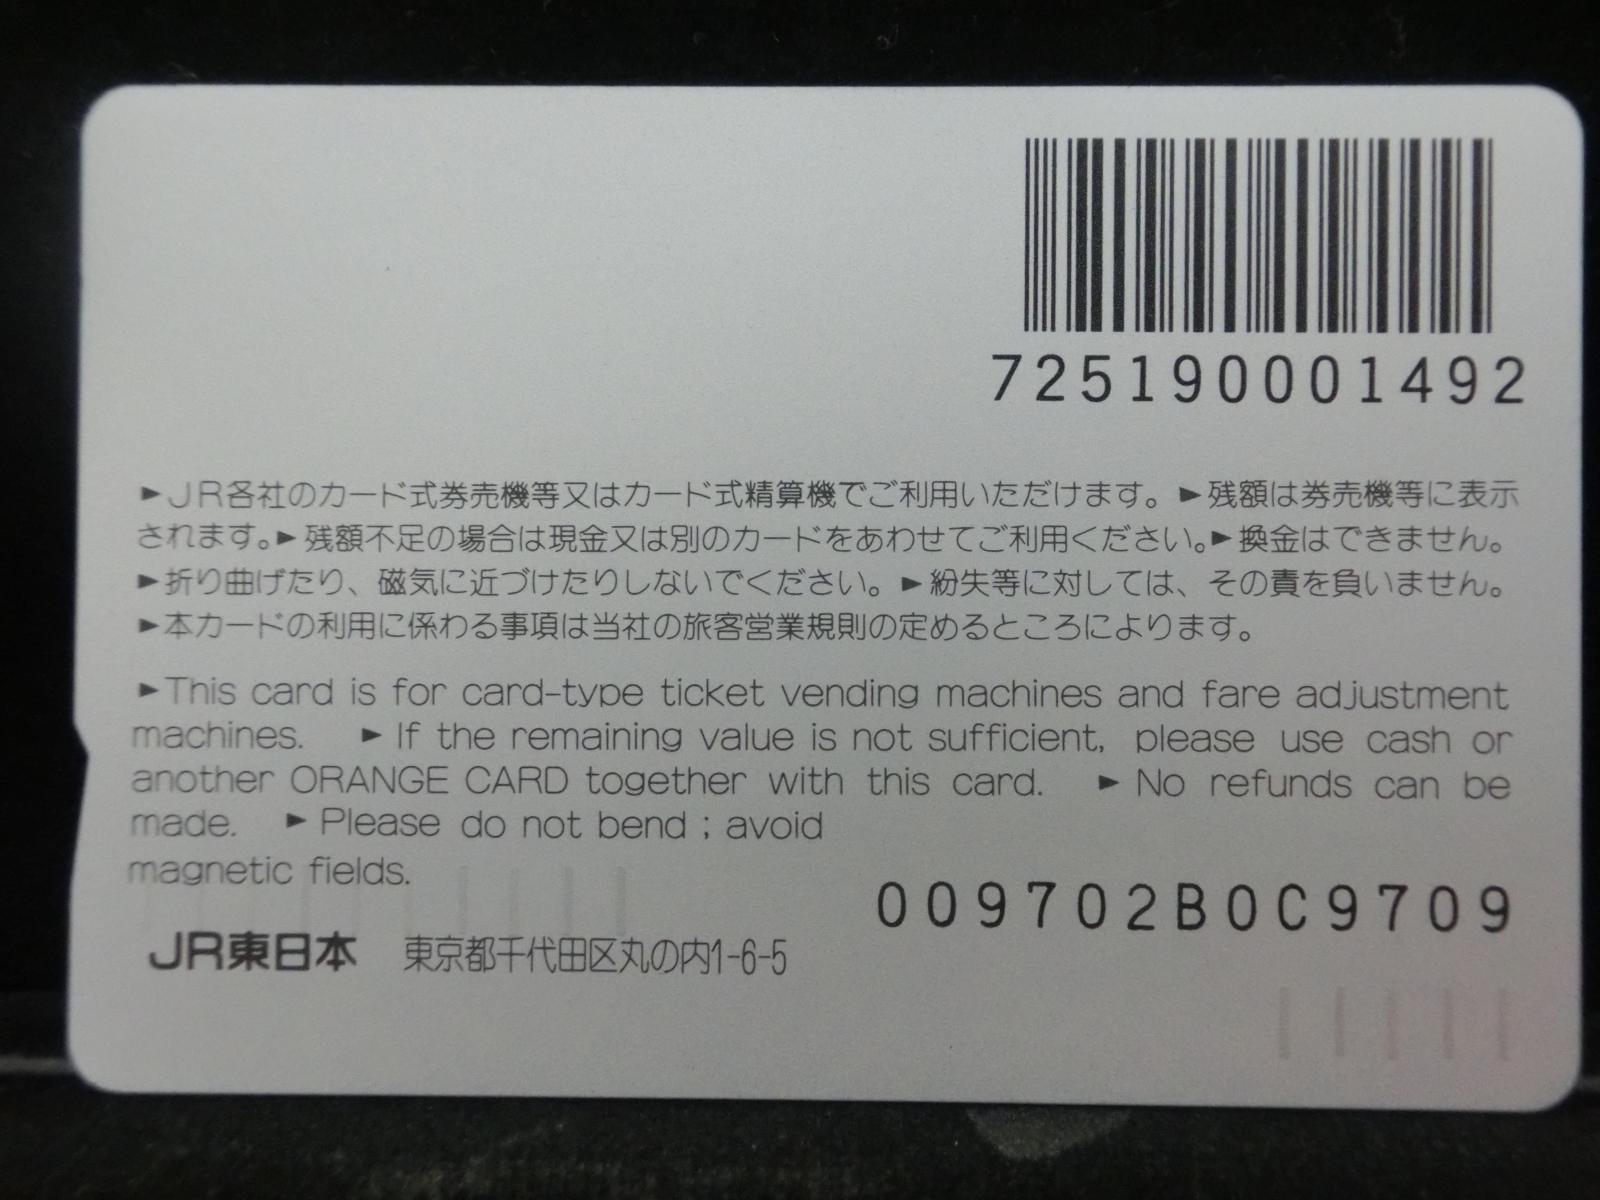 725190001492
►JR各社のカード式券売機等又はカード式精算機でご利用いただけます。►残額は券売機等に表示
されます。►残額不足の場合は現金又は別のカードをあわせてご利用ください。►換金はできません。
►折り曲げたり、磁気に近づけたりしないでください。►紛失等に対しては、その責を負いません。
►本カードの利用に係わる事項は当社の旅客営業規則の定めるところによります。
►This card is for card-type ticket vending machines and fare adjustment
machines. ►If the remaining value is not sufficient, please use cash or
another ORANGE CARD together with this card. ►No refunds can be
made. ►Please do not bend ; avoid
magnetic fields.
009702B0C9709
JR東日本 東京都千代田区丸の内1-6-5